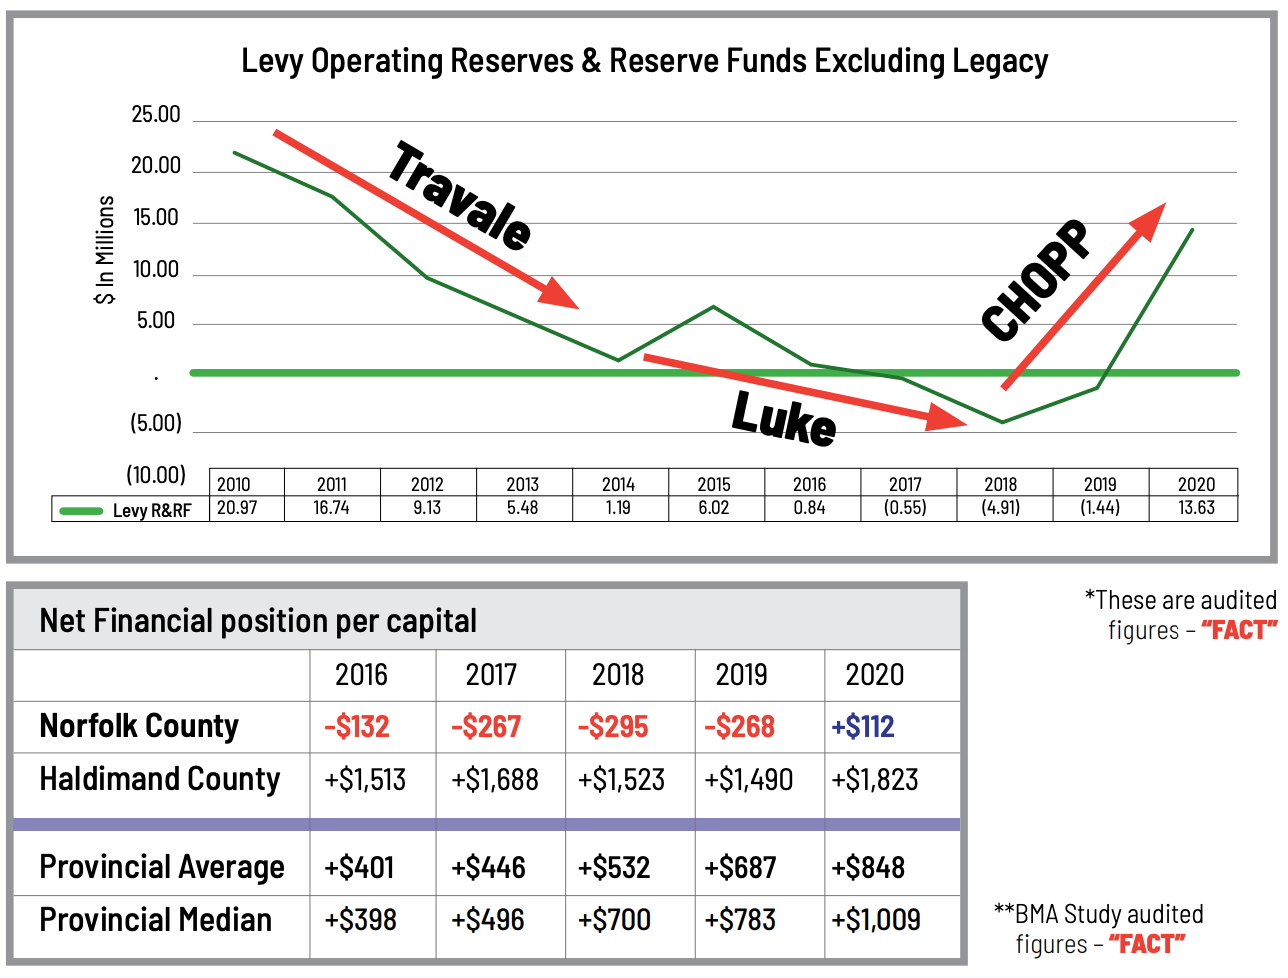 Levy Operating Reserves & Reserve Funds Excluding Legacy
25.00
20.00
15.00
10.00
5.00
.
(5.00)
(10.00)
$ In Millions
Travale
Luke
CHOPP
2010 2011 2012 2013 2014 2015 2016 2017 2018 2019 2020
Levy R&RF 20.97 16.74 9.13 5.48 1.19 6.02 0.84 (0.55) (4.91) (1.44) 13.63
Net Financial position per capital
2016 2017 2018 2019 2020
Norfolk County -$132 -$267 -$295 -$268 +$112
Haldimand County +$1,513 +$1,688 +$1,523 +$1,490 +$1,823
Provincial Average +$401 +$446 +$532 +$687 +$848
Provincial Median +$398 +$496 +$700 +$783 +$1,009
*These are audited
figures – “FACT”
**BMA Study audited
figures – “FACT”